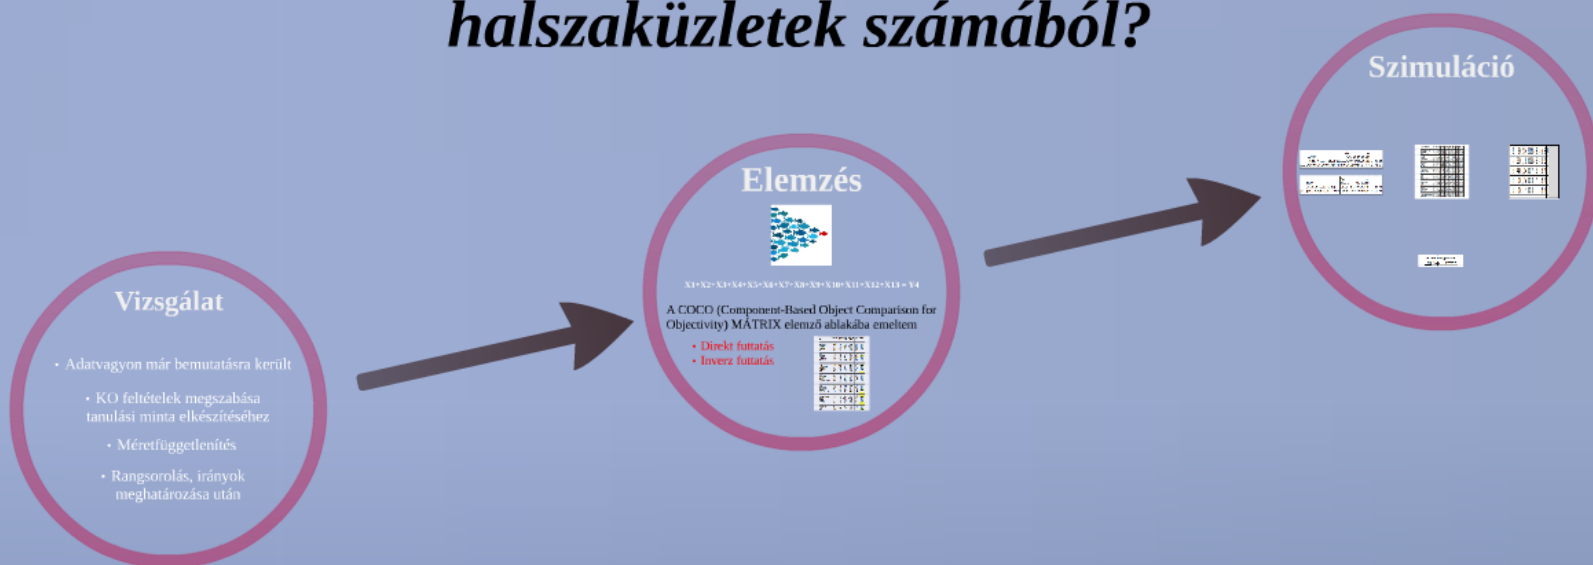 halszaküzletek számából?
Vizsgálat
• Adatvagyon már bemutatásra került
• KO feltételek megszabása
tanulási minta elkészítéséhez
• Méretfüggetlenítés
• Rangsorolás, irányok
meghatározása után
Elemzés
X1+X2+X3+X4+X5+X6+X7+X8+X9+X10+X11+X12+X13 = Y4
A COCO (Component-Based Object Comparison for
Objectivity) MÁTRIX elemző ablakába emeltem
• Direkt futtatás
• Inverz futtatás
Szimuláció